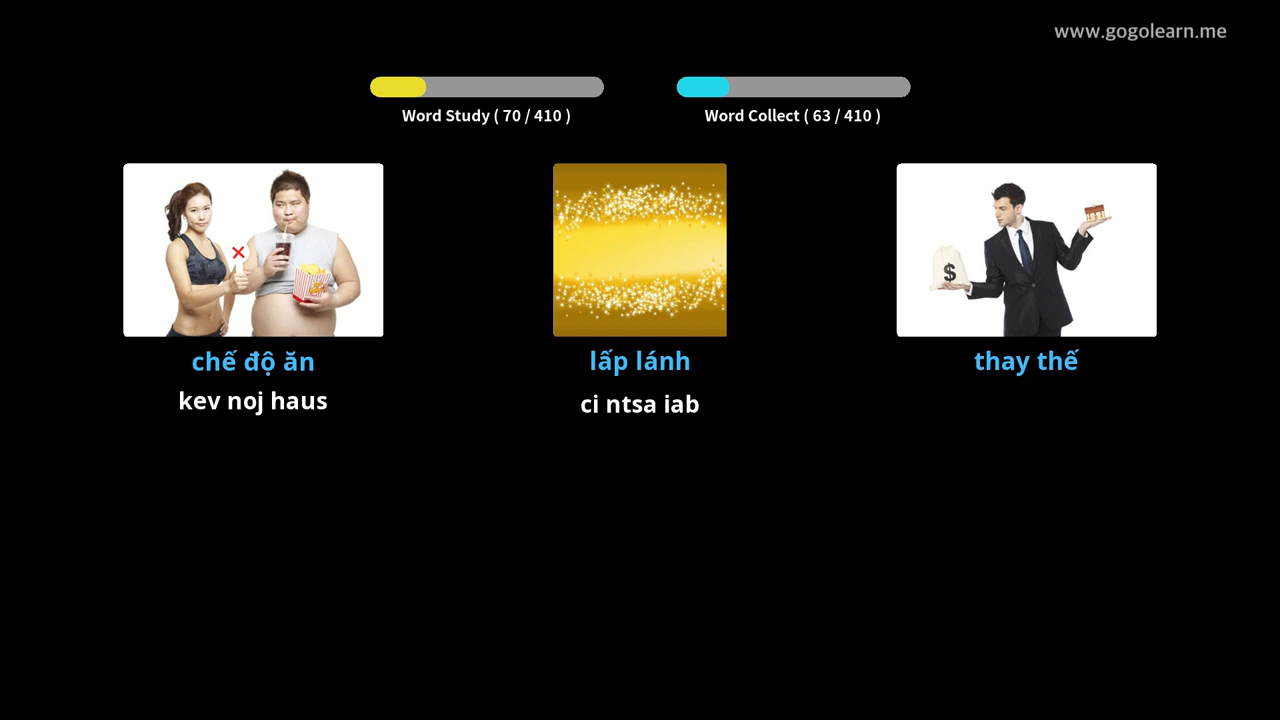 www.gogolearn.me
Word Study ( 70 / 410 )
Word Collect ( 63 / 410 )
$
chế độ ăn
lấp lánh
thay thế
kev noj haus
ci ntsa iab